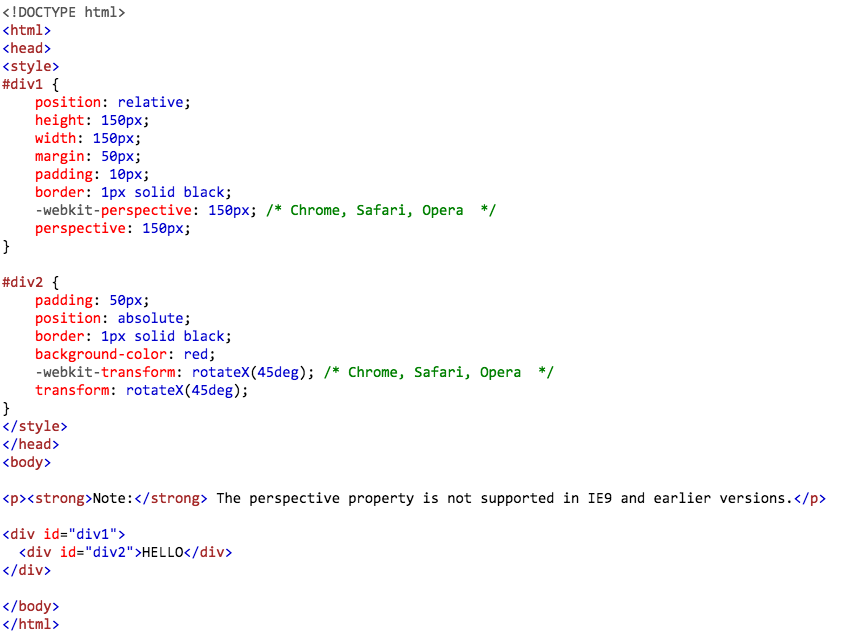 <!DOCTYPE html>
<html>
<head>
<style>
#div1 {
    position: relative;
    height: 150px;
    width: 150px;
    margin: 50px;
    padding: 10px;
    border: 1px solid black;
    -webkit-perspective: 150px; /* Chrome, Safari, Opera  */
    perspective: 150px;
}

#div2 {
    padding: 50px;
    position: absolute;
    border: 1px solid black;
    background-color: red;
    -webkit-transform: rotateX(45deg); /* Chrome, Safari, Opera  */
    transform: rotateX(45deg);
}
</style>
</head>
<body>

<p><strong>Note:</strong> The perspective property is not supported in IE9 and earlier versions.</p>

<div id="div1">
  <div id="div2">HELLO</div>
</div>

</body>
</html>